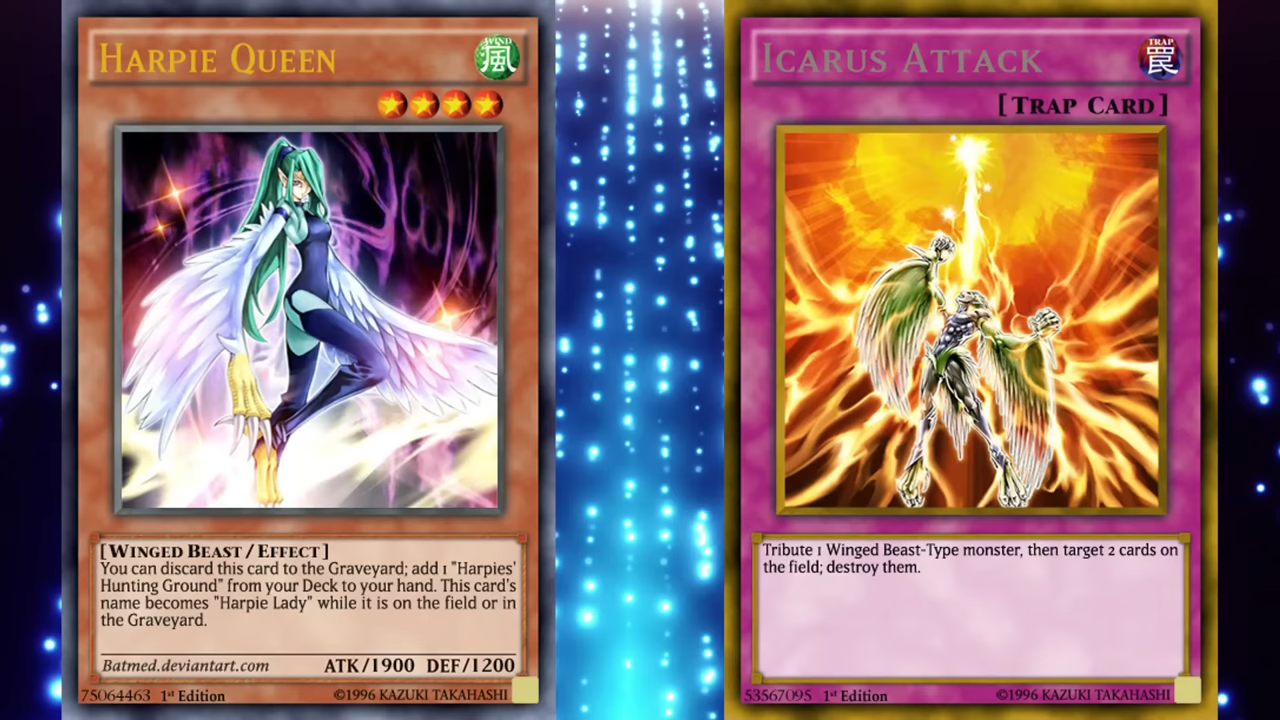 HARPIE QUEEN
WIND
風
[WINGED BEAST/EFFECT]
You can discard this card to the Graveyard; add 1 "Harpies'
Hunting Ground" from your Deck to your hand. This card's
name becomes "Harpie Lady" while it is on the field or in
the Graveyard.
Batmed.deviantart.com ATK/1900 DEF/1200
75064463 1st Edition ©1996 KAZUKI TAKAHASHI
ICARUS ATTACK
TRAP
罠
[TRAP CARD]
Tribute 1 Winged Beast-Type monster, then target 2 cards on
the field; destroy them.
53567095 1st Edition ©1996 KAZUKI TAKAHASHI